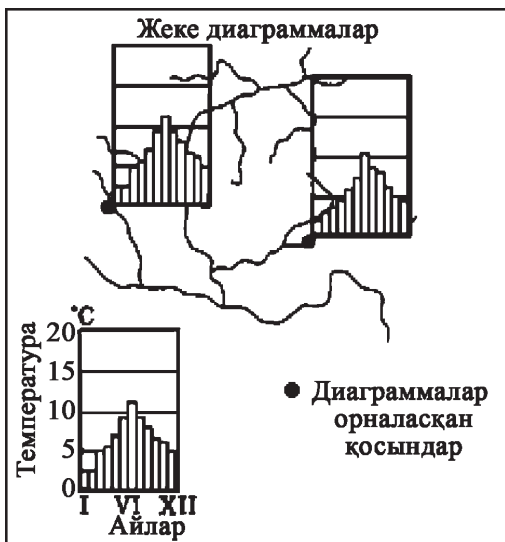 Жеке диаграммалар
°C
20
15
10
5
0
Температура
I VI XII
Айлар
Диаграммалар
орналасқан
қосындар